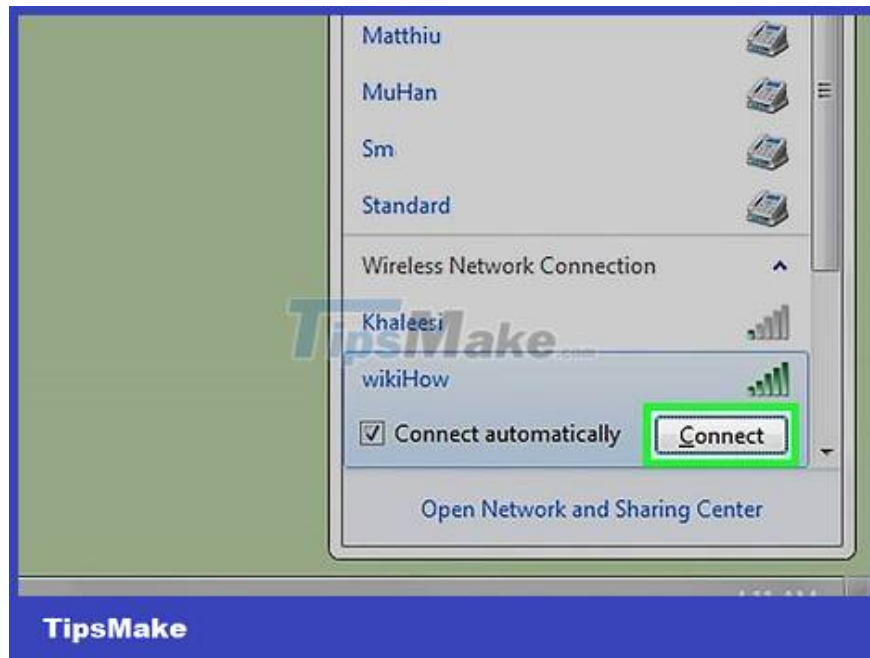 Matthiu
MuHan
Sm
Standard
Wireless Network Connection
Khaleesi
TipsMake.com
wikiHow
Connect automatically
Connect
Open Network and Sharing Center
TipsMake